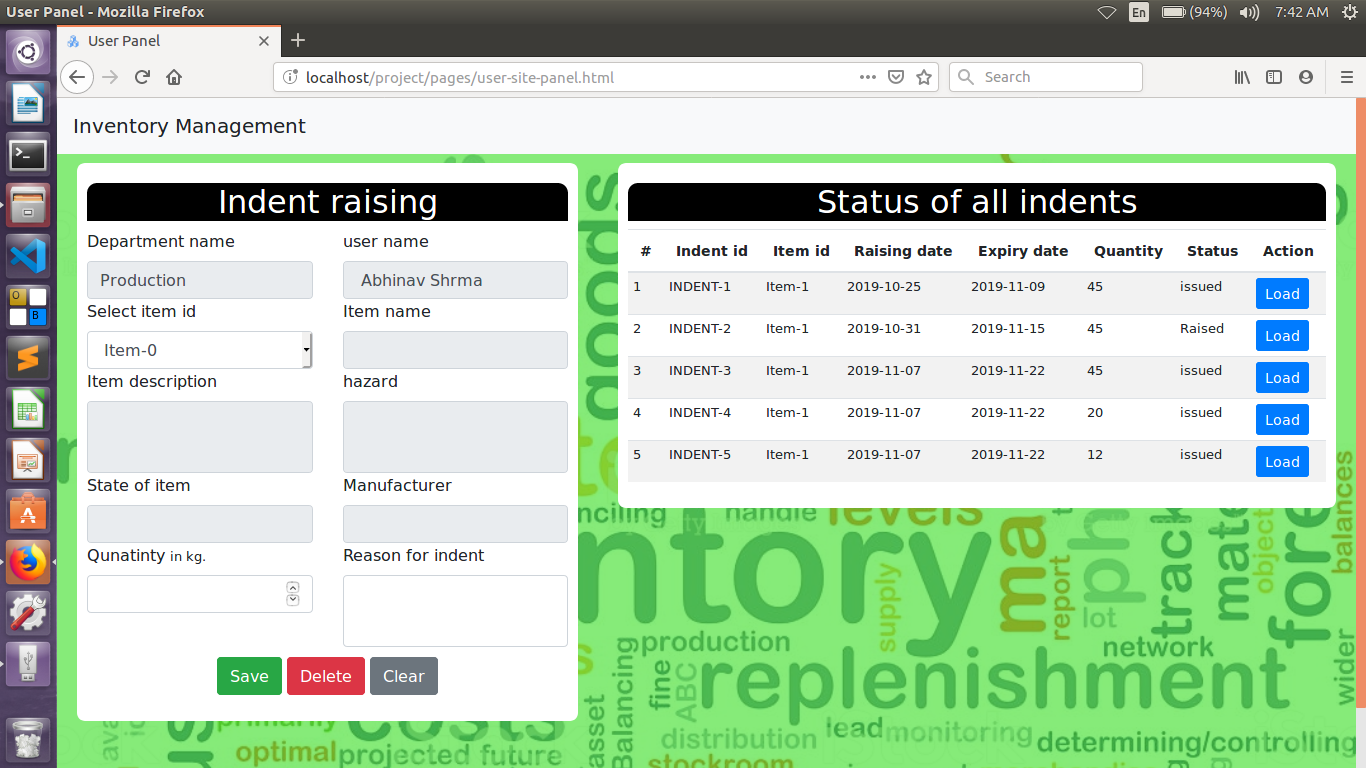 User Panel - Mozilla Firefox
En (94%) 7:42 AM
User Panel
localhost/project/pages/user-site-panel.html
Search
Inventory Management
Indent raising
Department name user name
Production Abhinav Shrma
Select item id Item name
Item-0
Item description hazard
State of item Manufacturer
Qunatinty in kg. Reason for indent
Save Delete Clear
Status of all indents
# Indent id Item id Raising date Expiry date Quantity Status Action
1 INDENT-1 Item-1 2019-10-25 2019-11-09 45 issued Load
2 INDENT-2 Item-1 2019-10-31 2019-11-15 45 Raised Load
3 INDENT-3 Item-1 2019-11-07 2019-11-22 45 issued Load
4 INDENT-4 Item-1 2019-11-07 2019-11-22 20 issued Load
5 INDENT-5 Item-1 2019-11-07 2019-11-22 12 issued Load
goods
nciling
handle
levels
ntory
ma
supply
report
ph
lot
track
mate
object
fore
balances
production
network
replenishment
wider
Balancing
fine
ABC
asset
lead
monitoring
distribution
determining/controlling
stockroom
primarily
costs
optimal
projected future